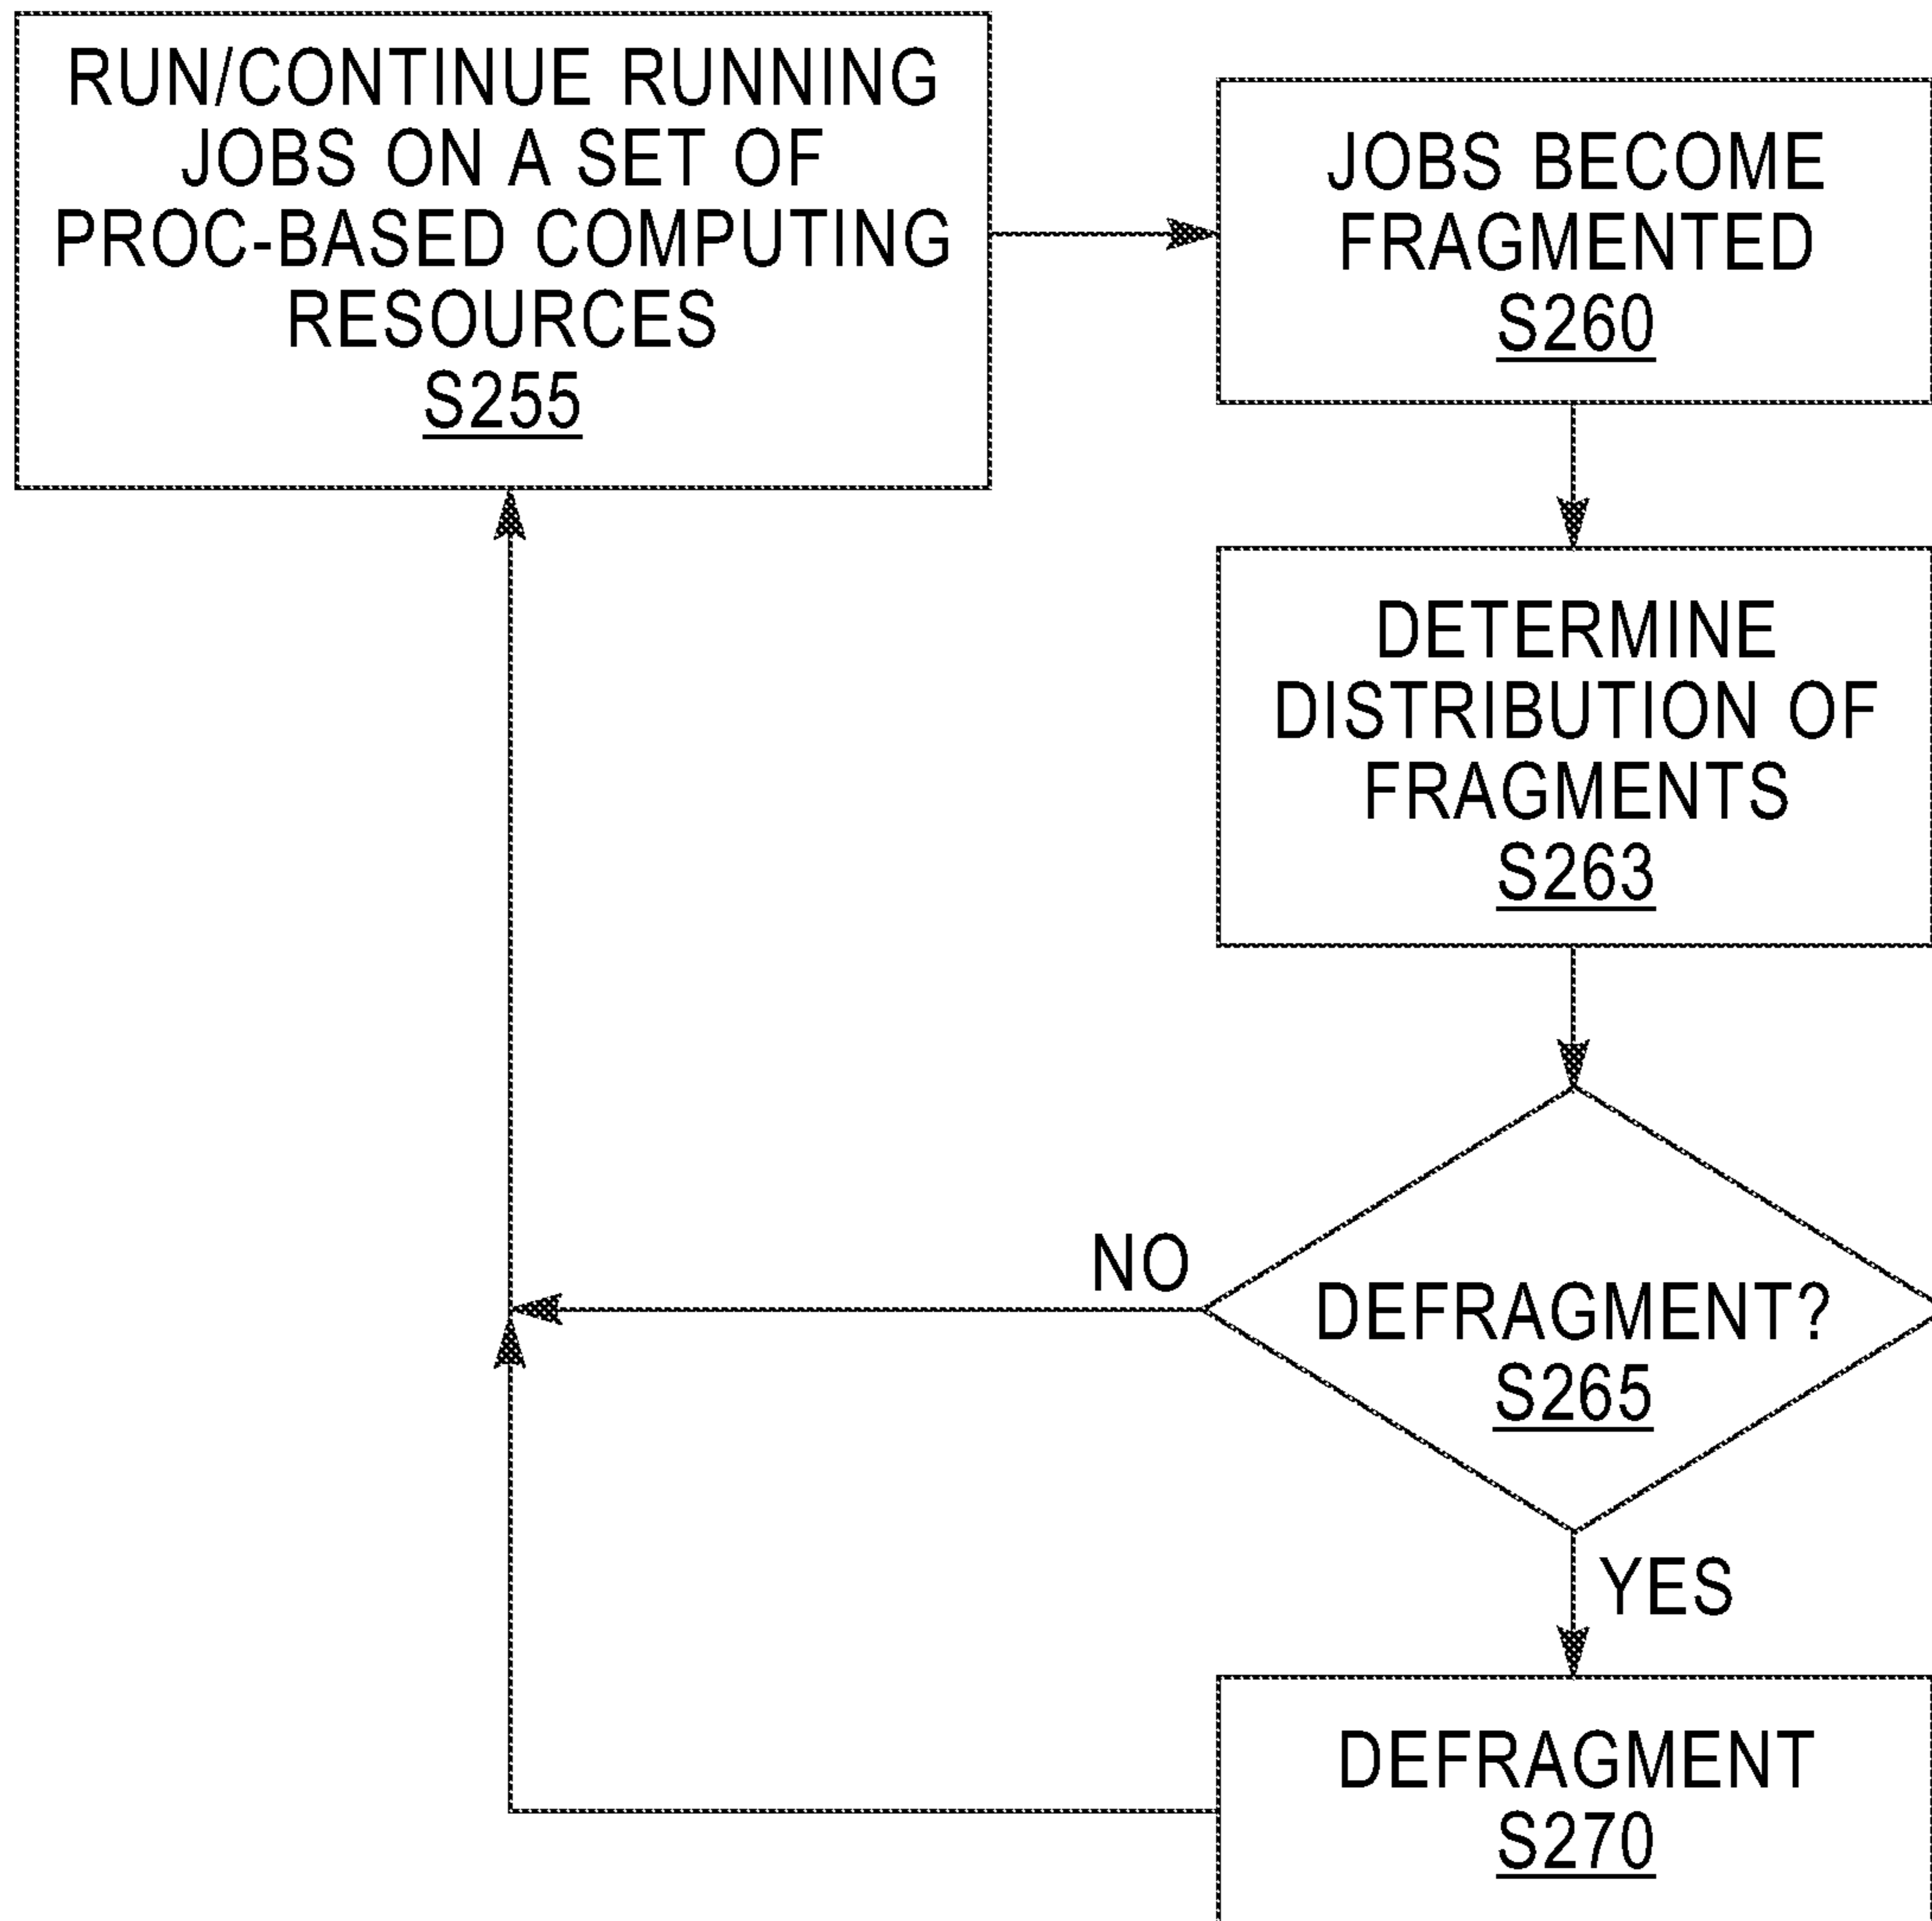 RUN/CONTINUE RUNNING
JOBS ON A SET OF
PROC-BASED COMPUTING
RESOURCES
S255
JOBS BECOME
FRAGMENTED
S260
DETERMINE
DISTRIBUTION OF
FRAGMENTS
S263
NO
DEFRAGMENT?
S265
YES
DEFRAGMENT
S270